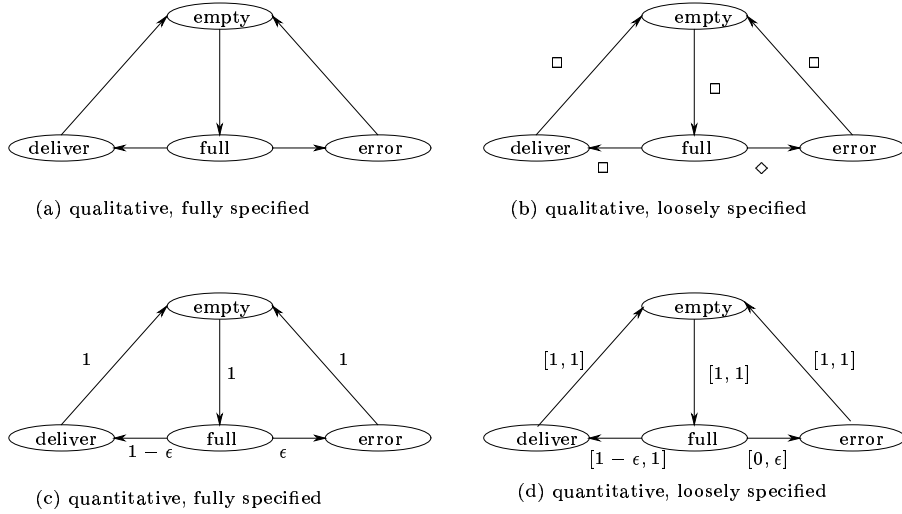 empty
deliver
full
error
(a) qualitative, fully specified
empty
□
□
□
deliver
full
error
□
◇
(b) qualitative, loosely specified
empty
1
1
1
deliver
full
error
1 − ϵ
ϵ
(c) quantitative, fully specified
empty
[1, 1]
[1, 1]
[1, 1]
deliver
full
error
[1 − ϵ, 1]
[0, ϵ]
(d) quantitative, loosely specified